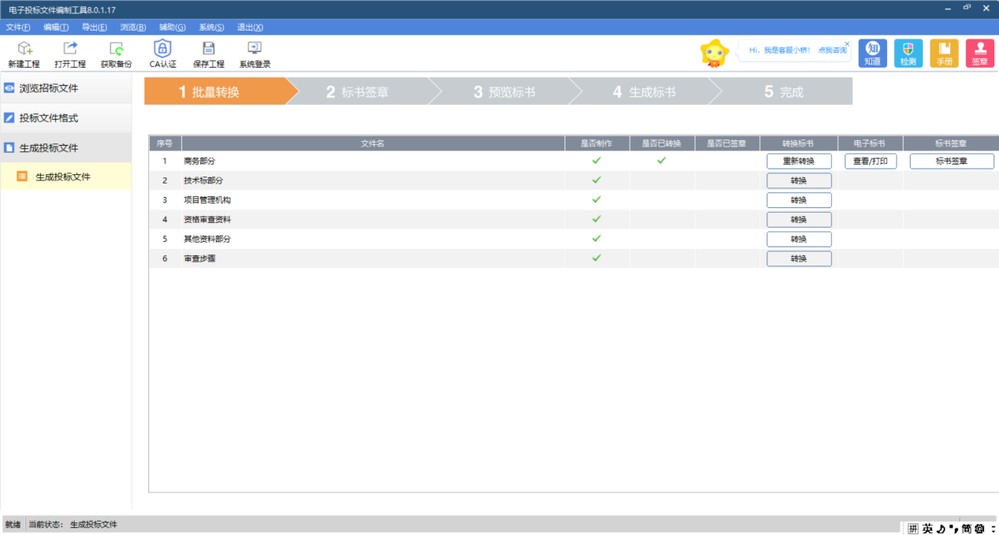 电子投标文件编制工具8.0.1.17
文件(F) 编辑(T) 导出(E) 浏览(B) 辅助(G) 系统(S) 退出(X)
新建工程 打开工程 获取备份 CA认证 保存工程 系统登录
Hi，我是客服小桥！ 点我咨询
知
知道 检测 手册 签章
浏览招标文件
投标文件格式
生成投标文件
生成投标文件
1 批量转换 2 标书签章 3 预览标书 4 生成标书 5 完成
序号 文件名 是否制作 是否已转换 是否已签章 转换标书 电子标书 标书签章
1 商务部分 重新转换 查看/打印 标书签章
2 技术标部分 转换
3 项目管理机构 转换
4 资格审查资料 转换
5 其他资料部分 转换
6 审查步骤 转换
就绪 当前状态： 生成投标文件
拼 英 简